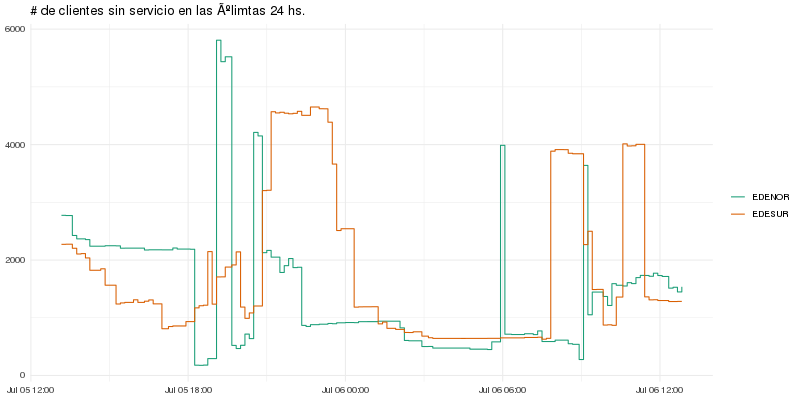 # de clientes sin servicio en las Ãºlimtas 24 hs.
6000
4000
2000
0
Jul 05 12:00
Jul 05 18:00
Jul 06 00:00
Jul 06 06:00
Jul 06 12:00
EDENOR
EDESUR